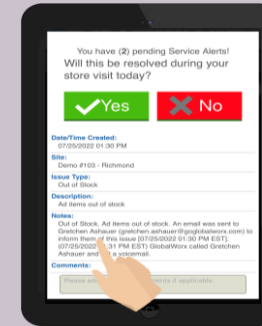 You have (2) pending Service Alerts!
Will this be resolved during your
store visit today?
Yes
No
Date/Time Created:
07/25/2022 01:30 PM
Site:
Demo #103 - Richmond
Issue Type:
Out of Stock
Description:
Ad items out of stock
Notes:
Out of Stock. Ad items out of stock. An email was sent to
Gretchen Ashauer (gretchen.ashauer@goglobalworx.com) to
inform them of this issue [07/25/2022 01:30 PM EST].
[07/25/2022 :31 PM EST] GlobalWorx called Gretchen
Ashauer and a voicemail.
Comments:
Please ments if applicable.